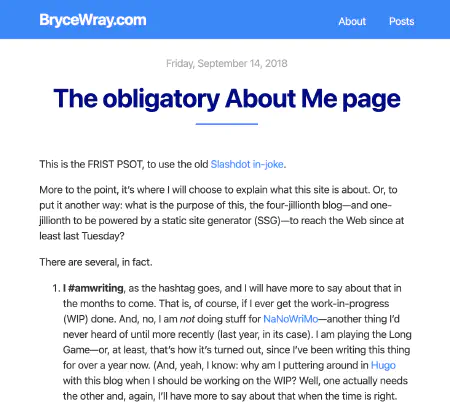 BryceWray.com
About Posts
Friday, September 14, 2018
The obligatory About Me page
This is the FRIST PSOT, to use the old Slashdot in-joke.
More to the point, it’s where I will choose to explain what this site is about. Or, to
put it another way: what is the purpose of this, the four-jillionth blog—and one-
jillionth to be powered by a static site generator (SSG)—to reach the Web since at
least last Tuesday?
There are several, in fact.
1. I #amwriting, as the hashtag goes, and I will have more to say about that in
the months to come. That is, of course, if I ever get the work-in-progress
(WIP) done. And, no, I am not doing stuff for NaNoWriMo—another thing I’d
never heard of until more recently (last year, in its case). I am playing the Long
Game—or, at least, that’s how it’s turned out, since I’ve been writing this thing
for over a year now. (And, yeah, I know: why am I puttering around in Hugo
with this blog when I should be working on the WIP? Well, one actually needs
the other and, again, I’ll have more to say about that when the time is right.